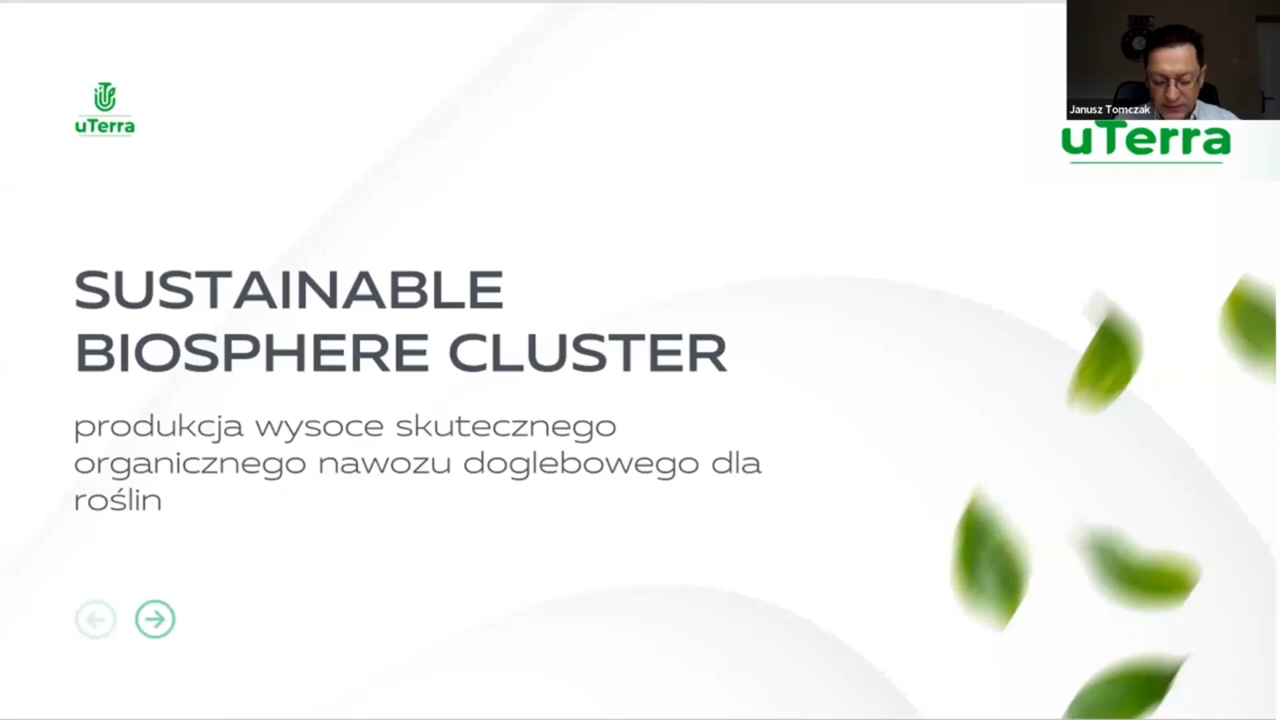 uTerra
Janusz Tomczak
uTerra
SUSTAINABLE
BIOSPHERE CLUSTER
produkcja wysoce skutecznego
organicznego nawozu doglebowego dla
roślin